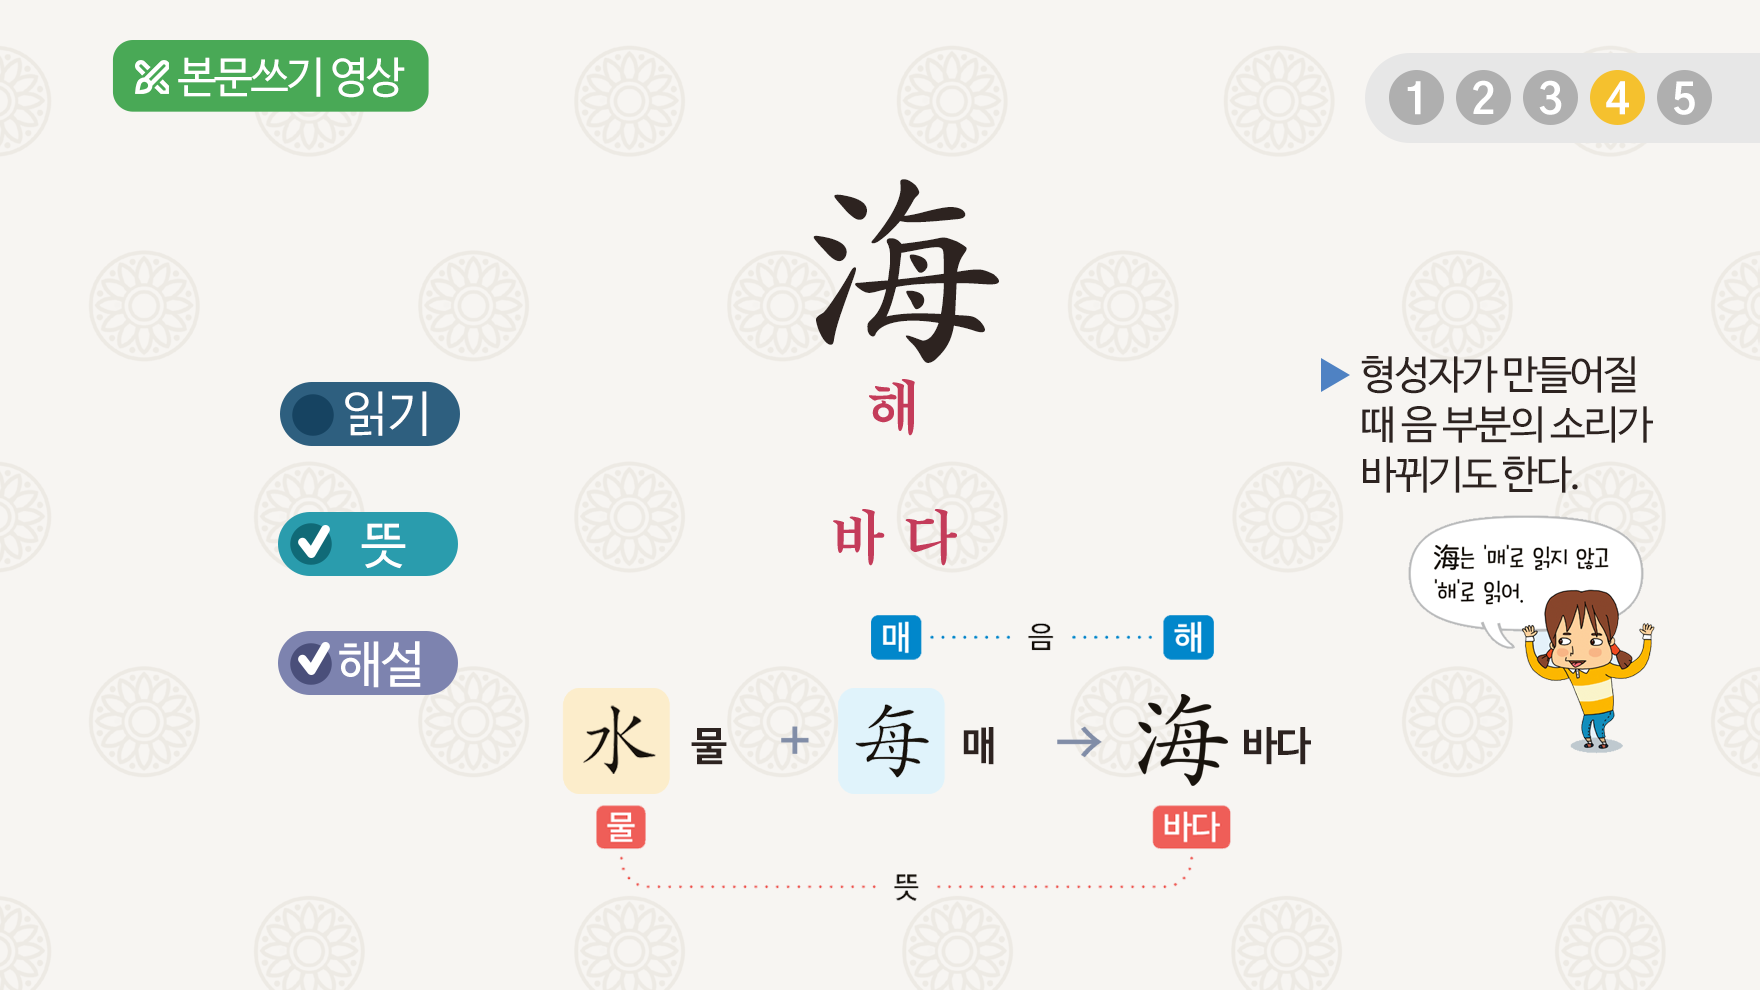 본문쓰기 영상
1 2 3 4 5
海
해
바 다
읽기
뜻
해설
형성자가 만들어질
때 음 부분의 소리가
바뀌기도 한다.
海는 '매'로 읽지 않고
'해'로 읽어.
매 음 해
水 물 + 每 매 → 海 바다
물 바다
뜻